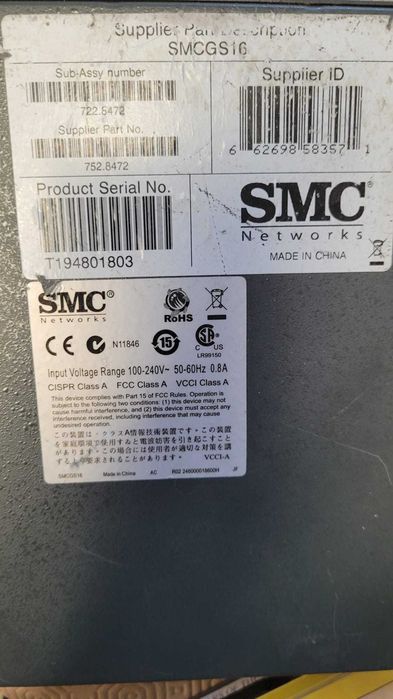 Supplier Part Description
SMCGS16
Sub-Assy number
722.8472
Supplier Part No.
752.8472
Supplier ID
6 62698 58357 1
Product Serial No.
T194801803
SMC®
Networks
MADE IN CHINA
SMC®
Networks
RoHS
CE N11846 15 C US
LR99150
Input Voltage Range 100-240V~ 50-60Hz 0.8A
CISPR Class A FCC Class A VCCI Class A
This device complies with Part 15 of FCC Rules. Operation is
subject to the following two conditions: (1) this device may not
cause harmful interference, and (2) this device must accept any
interference received, including interference that may cause
undesired operation.
この装置は、クラスA情報技術装置です。この装置
を家庭環境で使用すると電波妨害を引き起こすこと
があります。この場合には使用者が適切な対策を講
するよう要求されることがあります。 VCCI-A
SMCGS16 Made in China AC R02 246000018600H JF